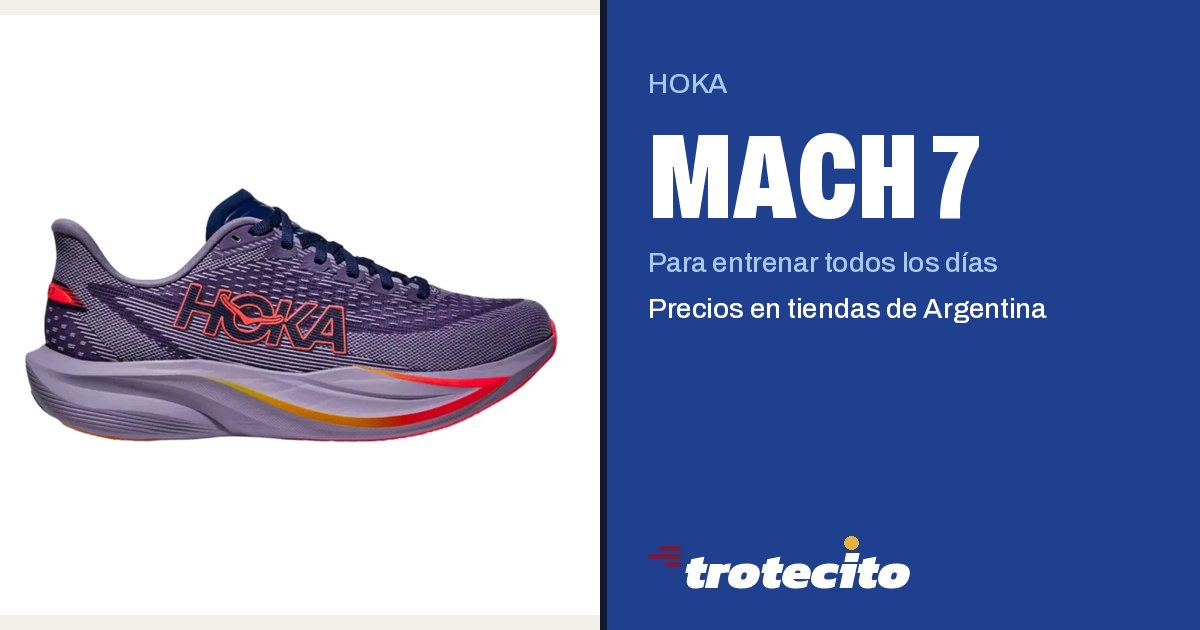 HOKA
HOKA
MACH 7
Para entrenar todos los días
Precios en tiendas de Argentina
trotecito